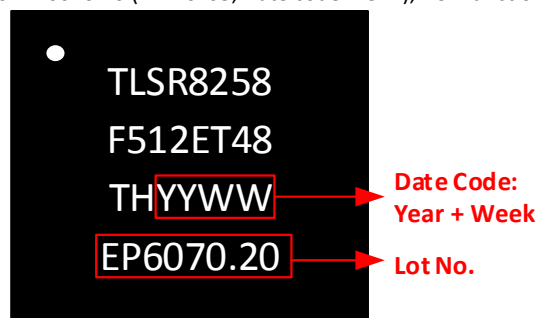 TLSR8258
F512ET48
THYYWW
EP6070.20
Date Code:
Year + Week
Lot No.